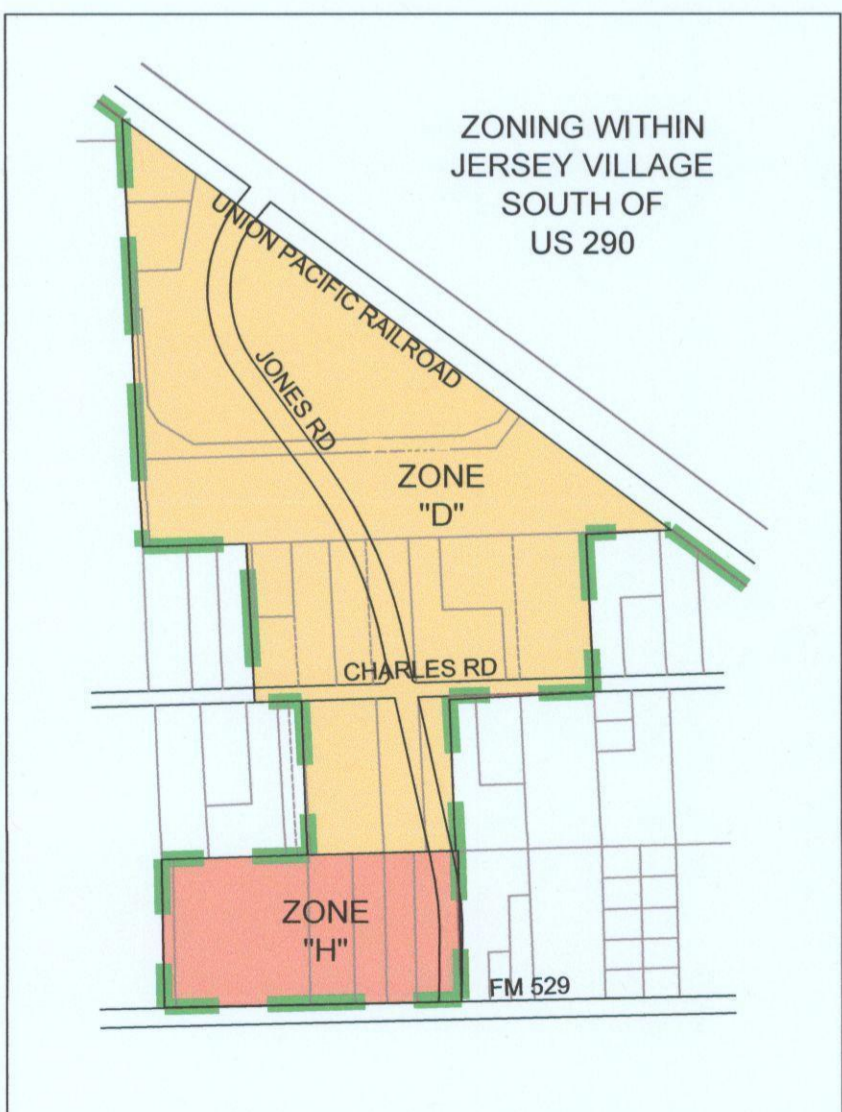 ZONING WITHIN
JERSEY VILLAGE
SOUTH OF
US 290
UNION PACIFIC RAILROAD
JONES RD
ZONE
"D"
CHARLES RD
ZONE
"H"
FM 529